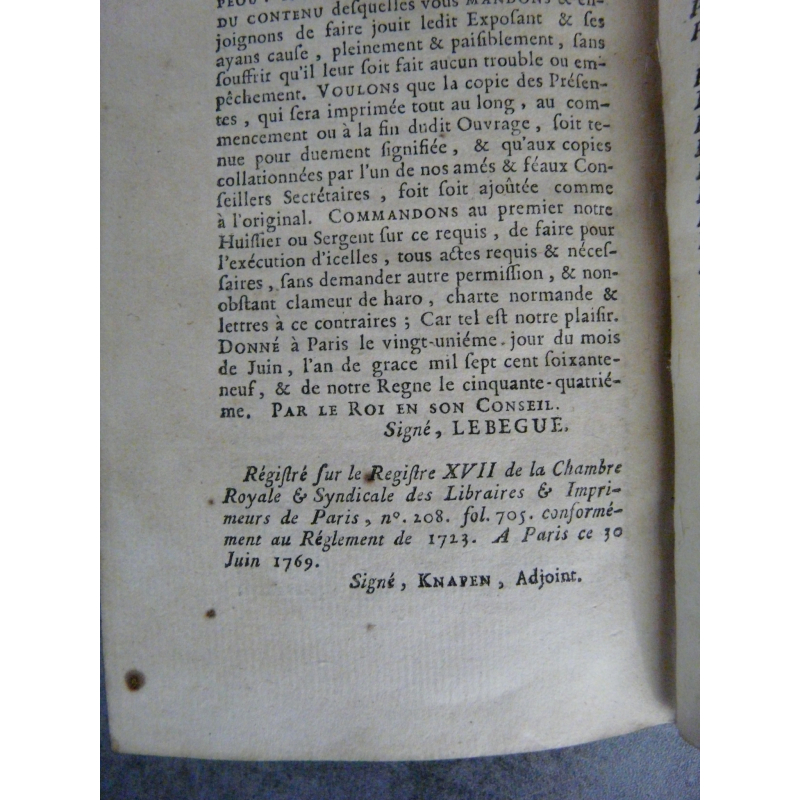 DU CONTENU deſquelles vous MANDONS & en-
joignons de faire jouir ledit Expoſant & ſes
ayans cauſe, pleinement & paiſiblement, ſans
ſouffrir qu'il leur ſoit fait aucun trouble ou em-
pêchement. VOULONS que la copie des Préſen-
tes, qui ſera imprimée tout au long, au com-
mencement ou à la fin dudit Ouvrage, ſoit te-
nue pour duement ſignifiée, & qu'aux copies
collationnées par l'un de nos amés & féaux Con-
ſeillers Secrétaires, foit ſoit ajoûtée comme
à l'original. COMMANDONS au premier notre
Huiſſier ou Sergent ſur ce requis, de faire pour
l'exécution d'icelles, tous actes requis & néceſ-
ſaires, ſans demander autre permiſſion, & non-
obſtant clameur de haro, charte normande &
lettres à ce contraires; Car tel eſt notre plaiſir.
DONNÉ à Paris le vingt-uniéme jour du mois
de Juin, l'an de grace mil ſept cent ſoixante-
neuf, & de notre Regne le cinquante-quatrié-
me. PAR LE ROI EN SON CONSEIL.
Signé, LEBEGUE.
Régiſtré ſur le Regiſtre XVII de la Chambre
Royale & Syndicale des Libraires & Impri-
meurs de Paris, nº. 208. fol. 705. conformé-
ment au Réglement de 1723. A Paris ce 30
Juin 1769.
Signé, KNAPEN, Adjoint.